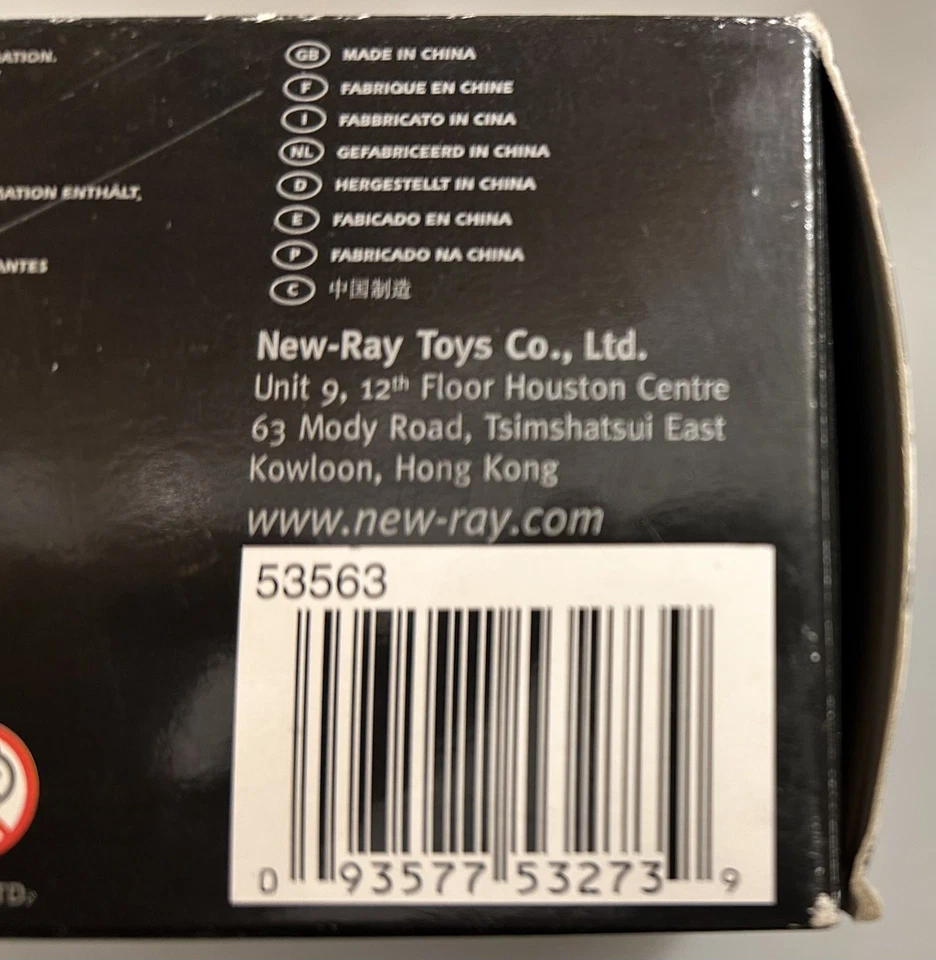 ATION.
MATION ENTHÄLT,
ANTES
GB MADE IN CHINA
F FABRIQUE EN CHINE
I FABBRICATO IN CINA
NL GEFABRICEERD IN CHINA
D HERGESTELLT IN CHINA
E FABICADO EN CHINA
P FABRICADO NA CHINA
C 中国制造
New-Ray Toys Co., Ltd.
Unit 9, 12th Floor Houston Centre
63 Mody Road, Tsimshatsui East
Kowloon, Hong Kong
www.new-ray.com
53563
0 93577 53273 9